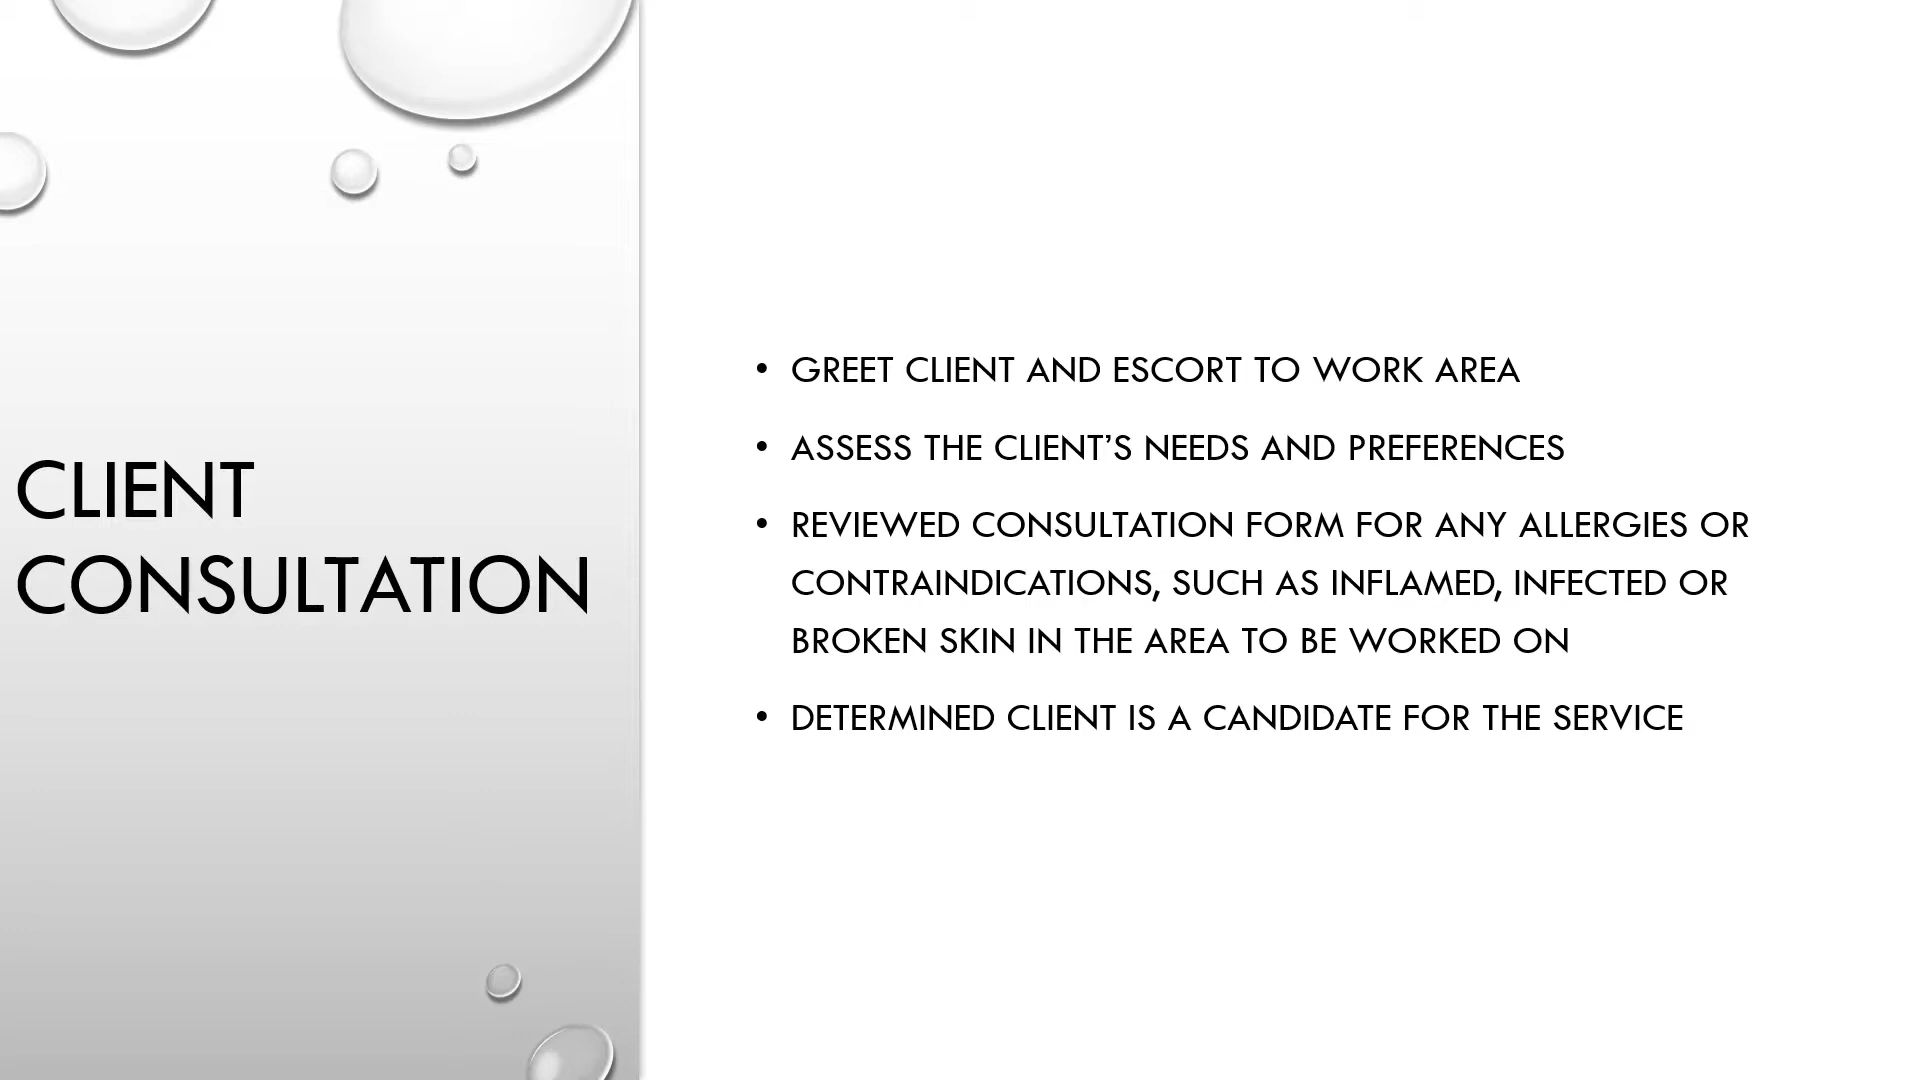 CLIENT
CONSULTATION
• GREET CLIENT AND ESCORT TO WORK AREA
• ASSESS THE CLIENT’S NEEDS AND PREFERENCES
• REVIEWED CONSULTATION FORM FOR ANY ALLERGIES OR
CONTRAINDICATIONS, SUCH AS INFLAMED, INFECTED OR
BROKEN SKIN IN THE AREA TO BE WORKED ON
• DETERMINED CLIENT IS A CANDIDATE FOR THE SERVICE